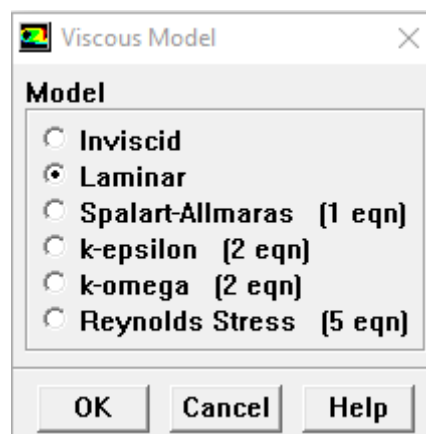 Viscous Model
Model
Inviscid
Laminar
Spalart-Allmaras (1 eqn)
k-epsilon (2 eqn)
k-omega (2 eqn)
Reynolds Stress (5 eqn)
OK Cancel Help